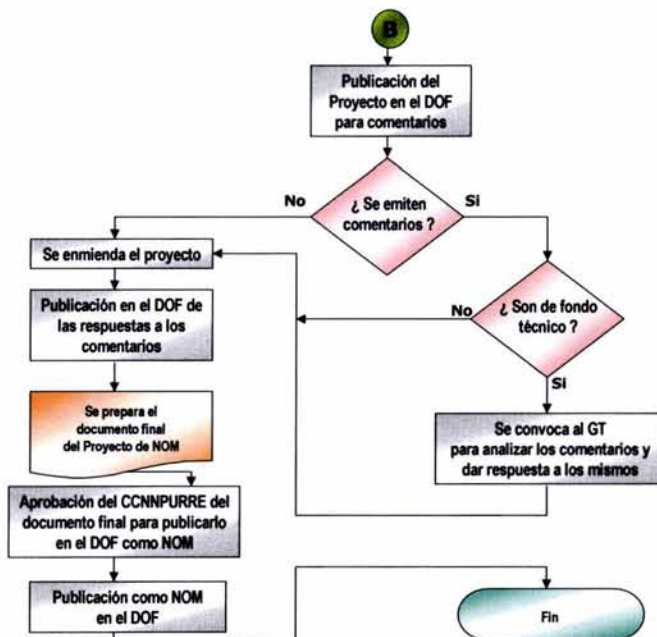 B
Publicación del
Proyecto en el DOF
para comentarios
¿ Se emiten
comentarios ?
No
Si
Se enmienda el proyecto
¿ Son de fondo
técnico ?
No
Si
Publicación en el DOF de
las respuestas a los
comentarios
Se prepara el
documento final
del Proyecto de NOM
Se convoca al GT
para analizar los comentarios y
dar respuesta a los mismos
Aprobación del CCNNPURRE del
documento final para publicarlo
en el DOF como NOM
Publicación como NOM
en el DOF
Fin